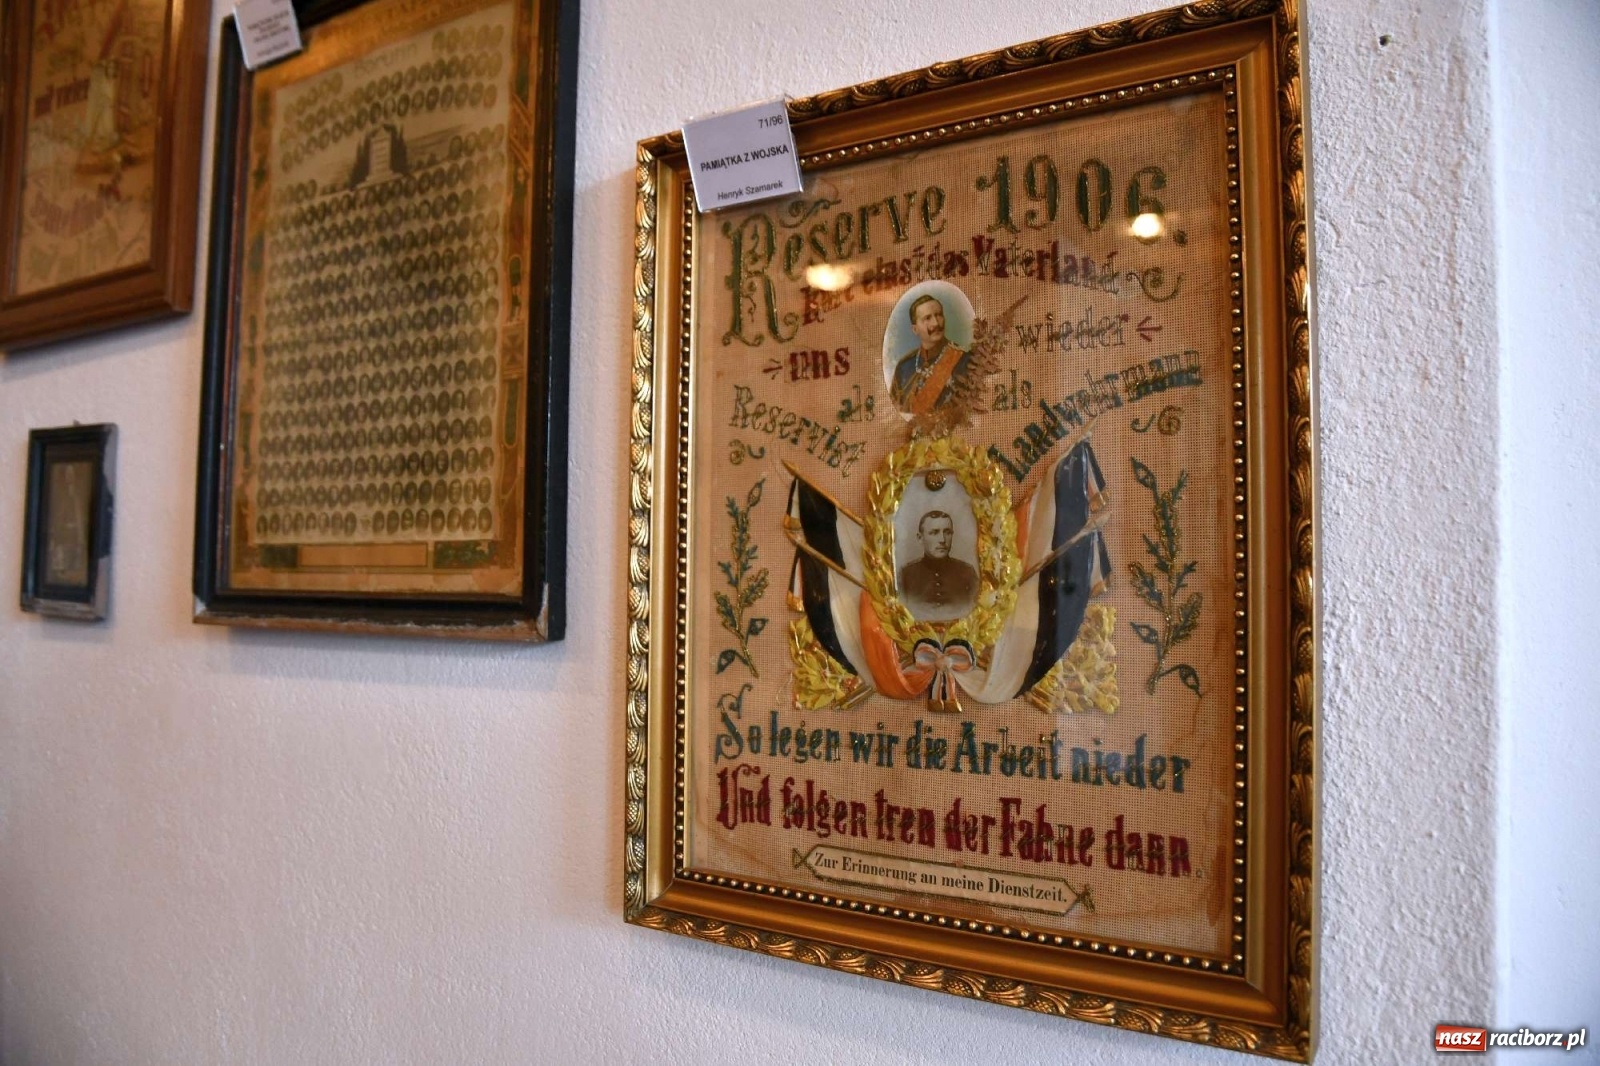 71/96
PAMIĄTKA Z WOJSKA
Henryk Szamarek
Reserve 1906.
Ruft einst das Vaterland
uns wieder
Reservist als als Landwehrmann
So legen wir die Arbeit nieder
Und folgen treu der Fahne dann.
Zur Erinnerung an meine Dienstzeit.
nasz raciborz.pl